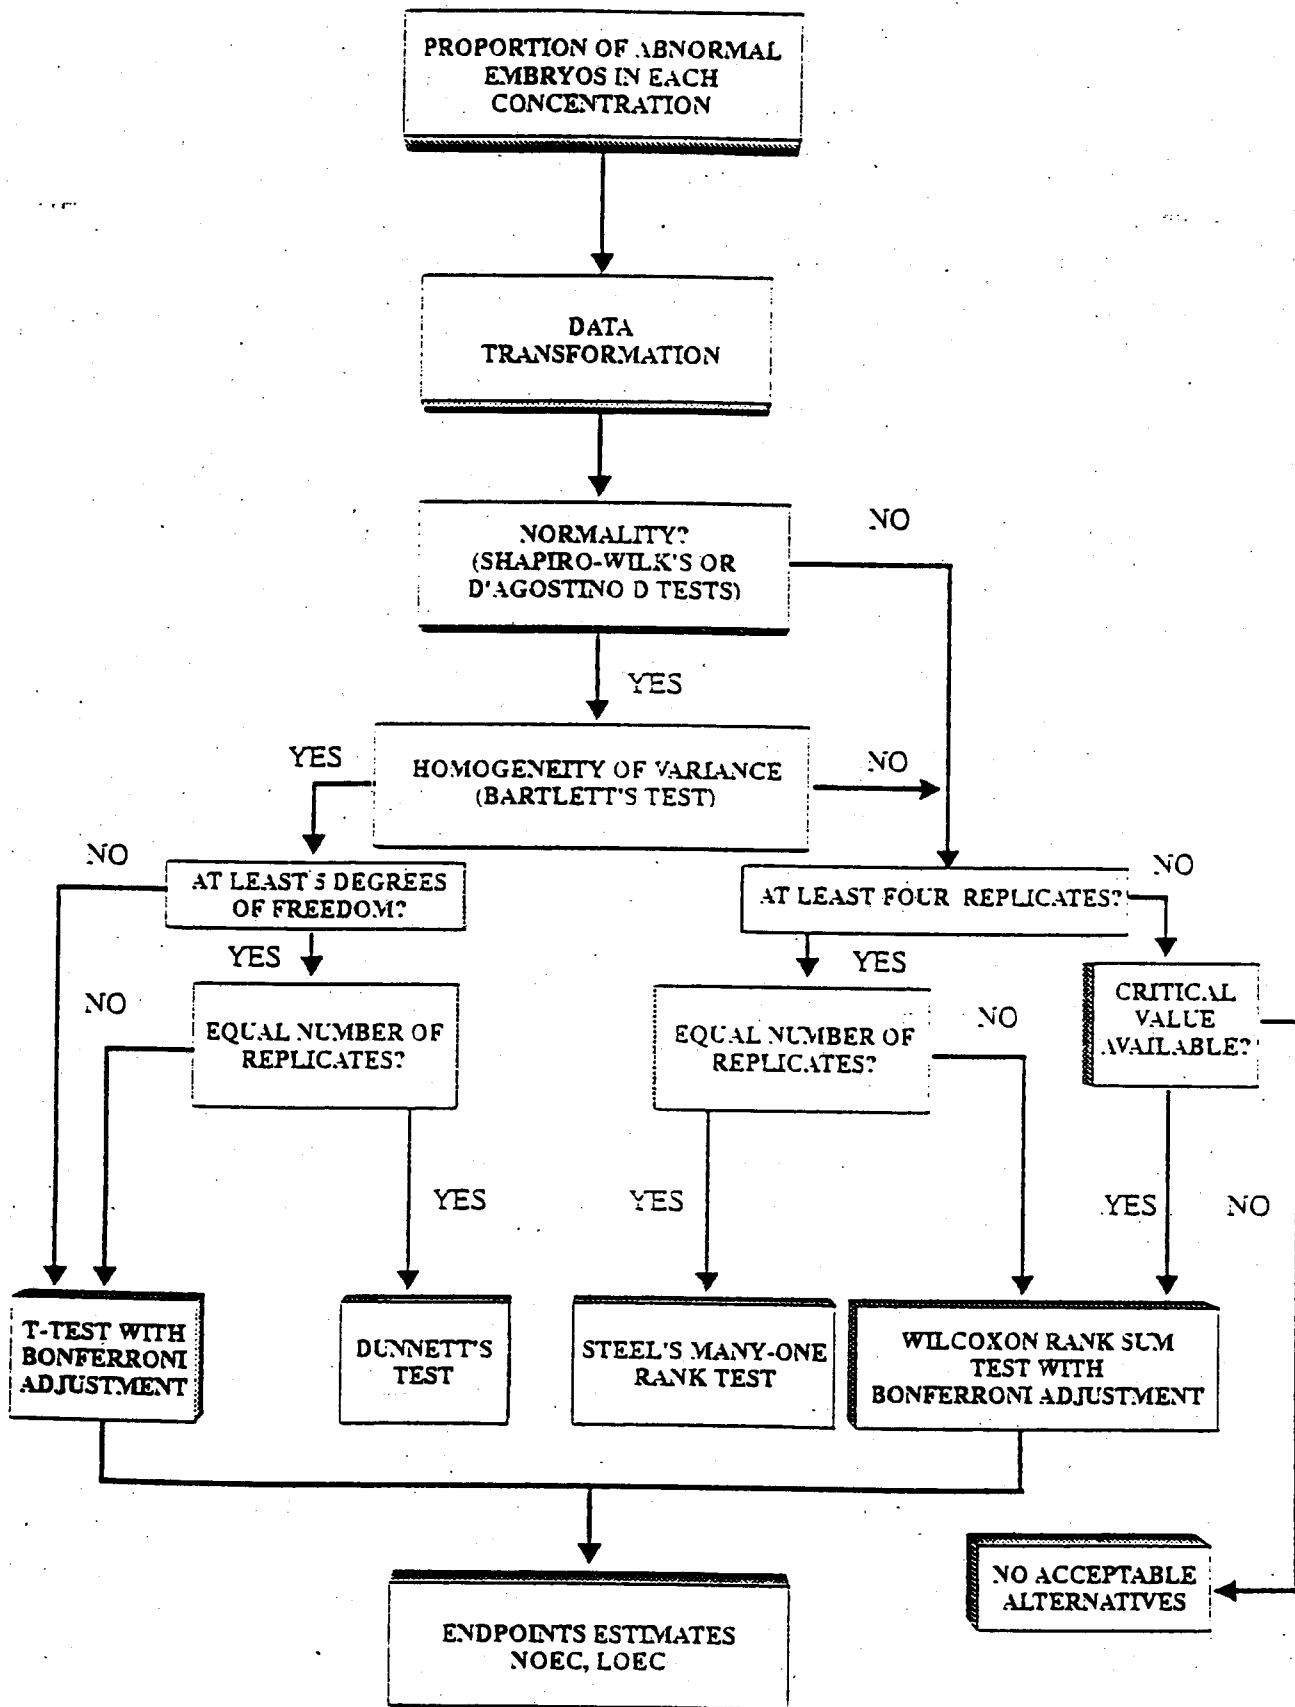 PROPORTION OF ABNORMAL
EMBRYOS IN EACH
CONCENTRATION
DATA
TRANSFORMATION
NORMALITY?
(SHAPIRO-WILK'S OR
D'AGOSTINO D TESTS)
NO
YES
HOMOGENEITY OF VARIANCE
(BARTLETT'S TEST)
YES
NO
NO
AT LEAST 5 DEGREES
OF FREEDOM?
AT LEAST FOUR REPLICATES?
NO
YES
YES
NO
EQUAL NUMBER OF
REPLICATES?
EQUAL NUMBER OF
REPLICATES?
NO
CRITICAL
VALUE
AVAILABLE?
YES
YES
YES
NO
T-TEST WITH
BONFERRONI
ADJUSTMENT
DUNNETT'S
TEST
STEEL'S MANY-ONE
RANK TEST
WILCOXON RANK SUM
TEST WITH
BONFERRONI ADJUSTMENT
NO ACCEPTABLE
ALTERNATIVES
ENDPOINTS ESTIMATES
NOEC, LOEC